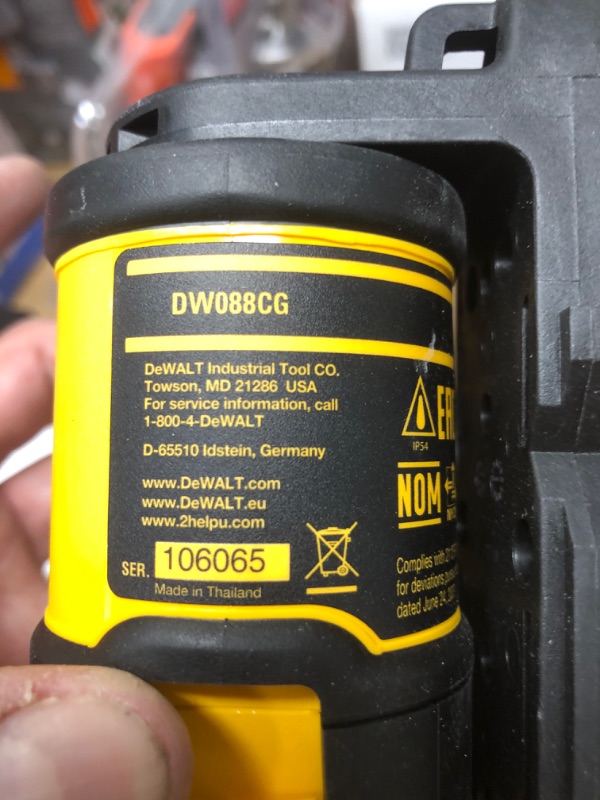 DW088CG
DeWALT Industrial Tool CO.
Towson, MD 21286 USA
For service information, call
1-800-4-DeWALT
D-65510 Idstein, Germany
www.DeWALT.com
www.DeWALT.eu
www.2helpu.com
SER. 106065
Made in Thailand
IP54
NOM
Complies with
for deviations
dated June 24,